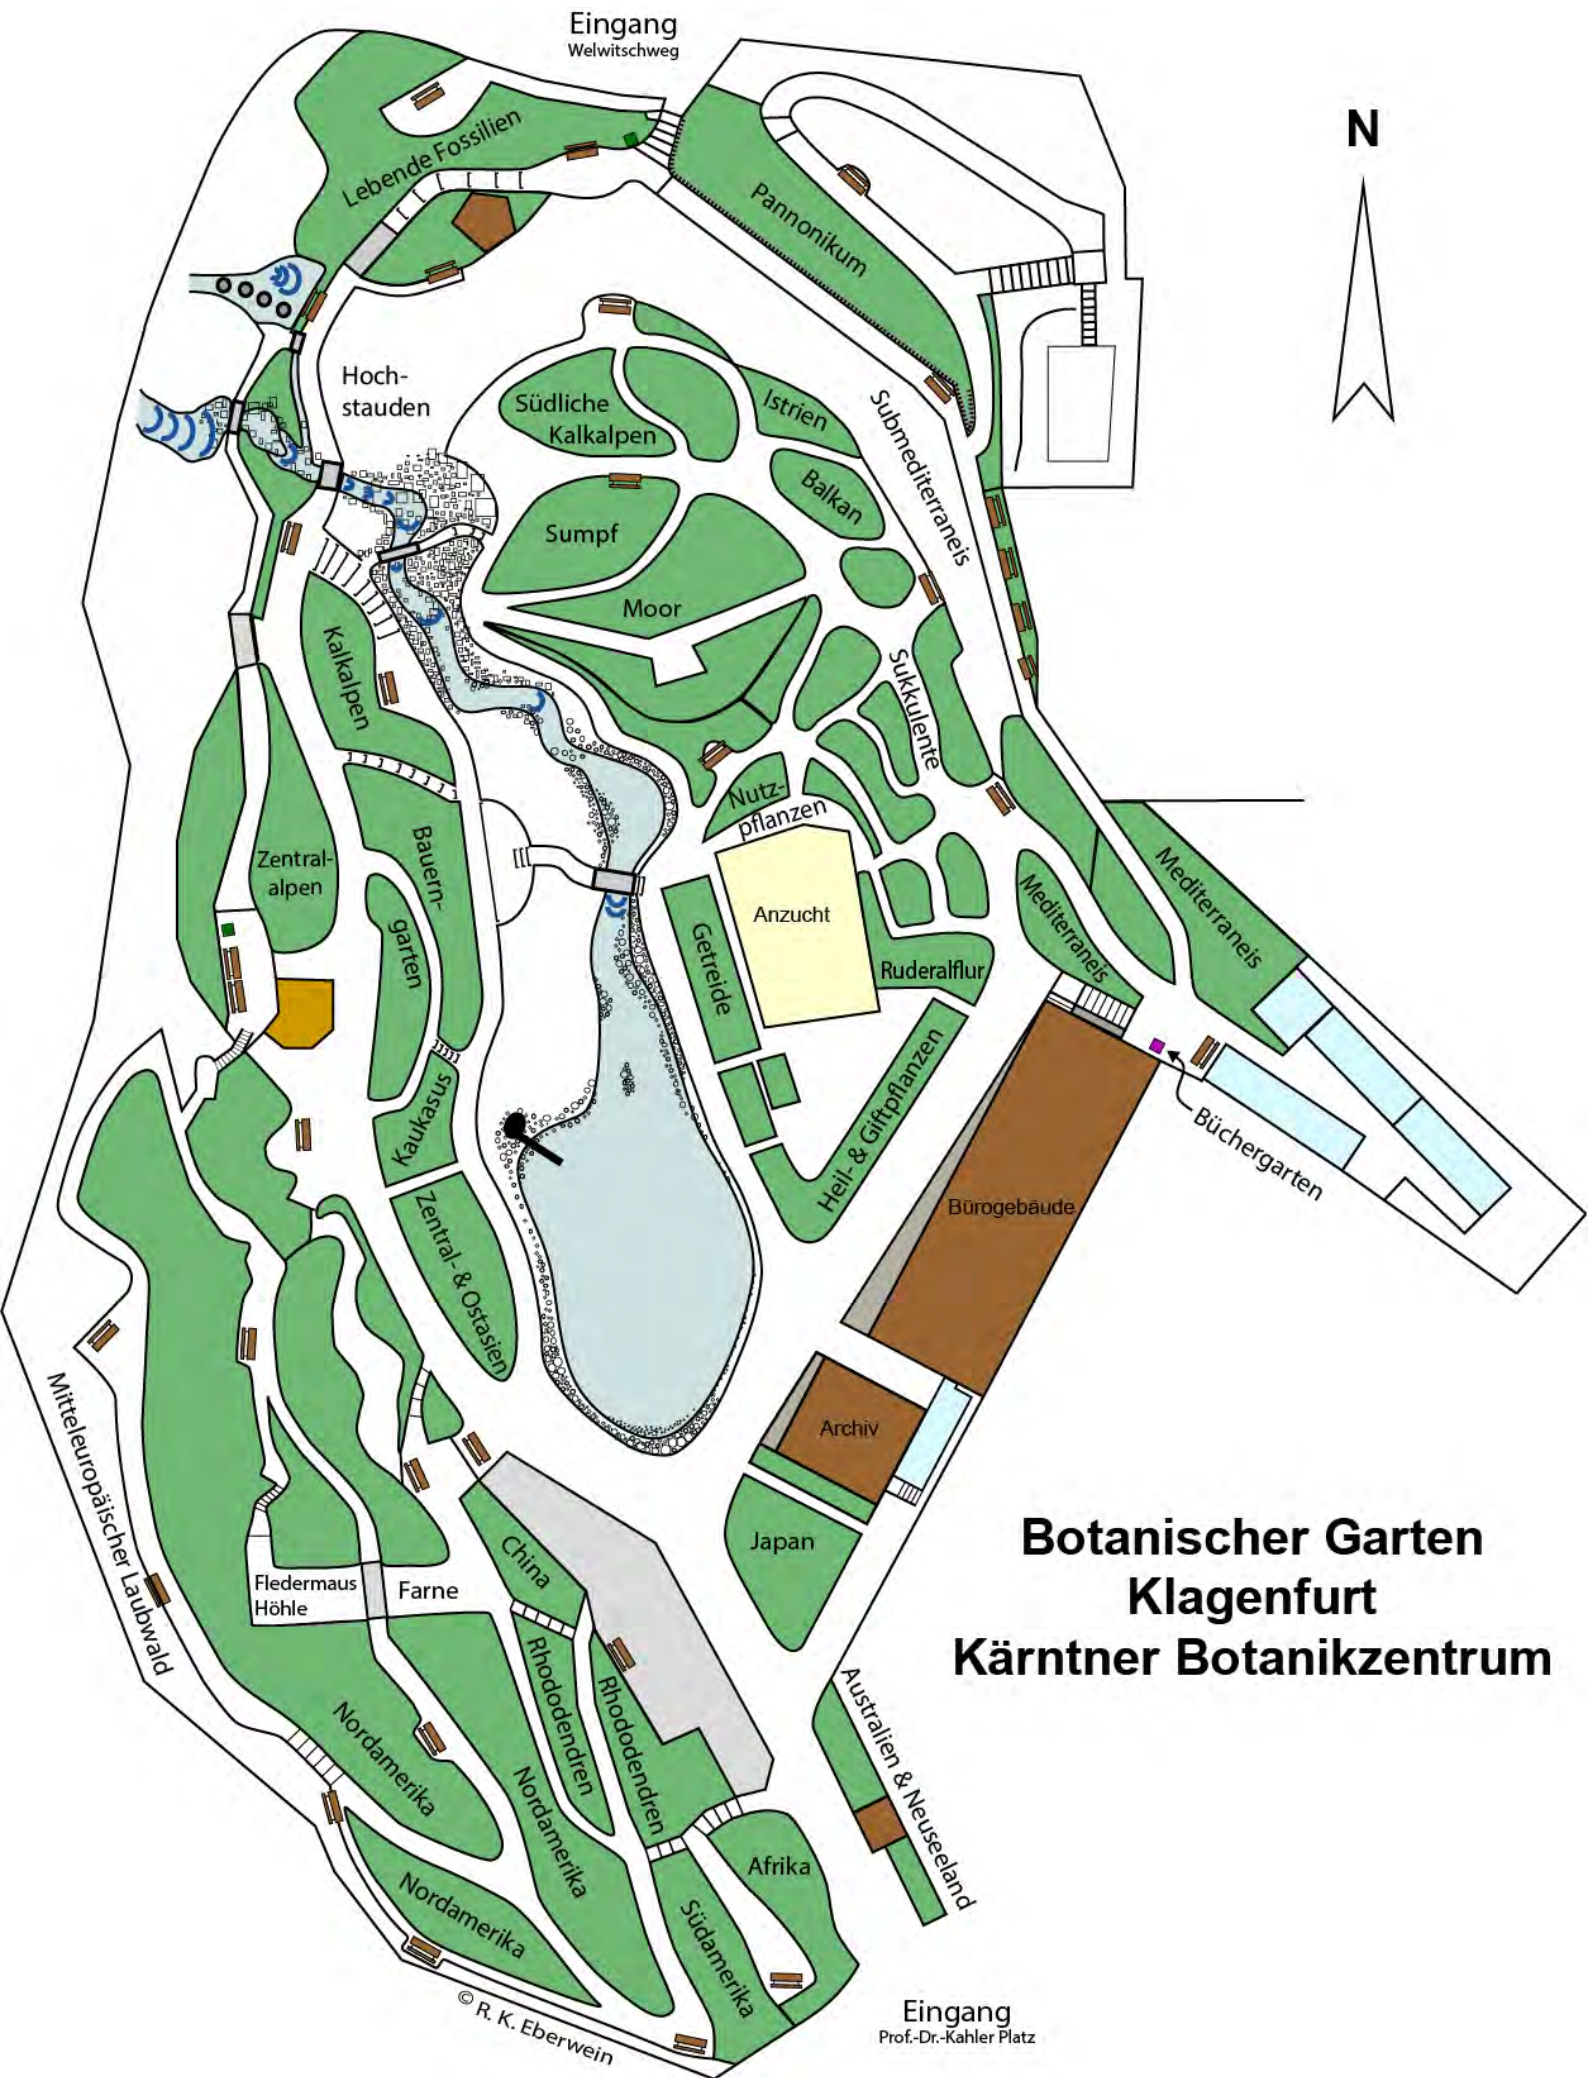 Eingang
Welwitschweg
N
Lebende Fossilien
Pannonikum
Hoch-
stauden
Südliche
Kalkalpen
Istrien
Submediterraneis
Balkan
Sumpf
Moor
Kalkalpen
Sukkulente
Nutz-
pflanzen
Bauern-
garten
Zentral-
alpen
Anzucht
Getreide
Mediterraneis
Mediterraneis
Ruderalflur
Heil- & Giftpflanzen
Kaukasus
Büchergarten
Zentral- & Ostasien
Bürogebäude
Mitteleuropäischer Laubwald
Archiv
Japan
China
Botanischer Garten
Klagenfurt
Kärntner Botanikzentrum
Fledermaus
Höhle
Farne
Rhododendren
Rhododendren
Australien & Neuseeland
Nordamerika
Nordamerika
Nordamerika
Afrika
Südamerika
© R. K. Eberwein
Eingang
Prof.-Dr.-Kahler Platz